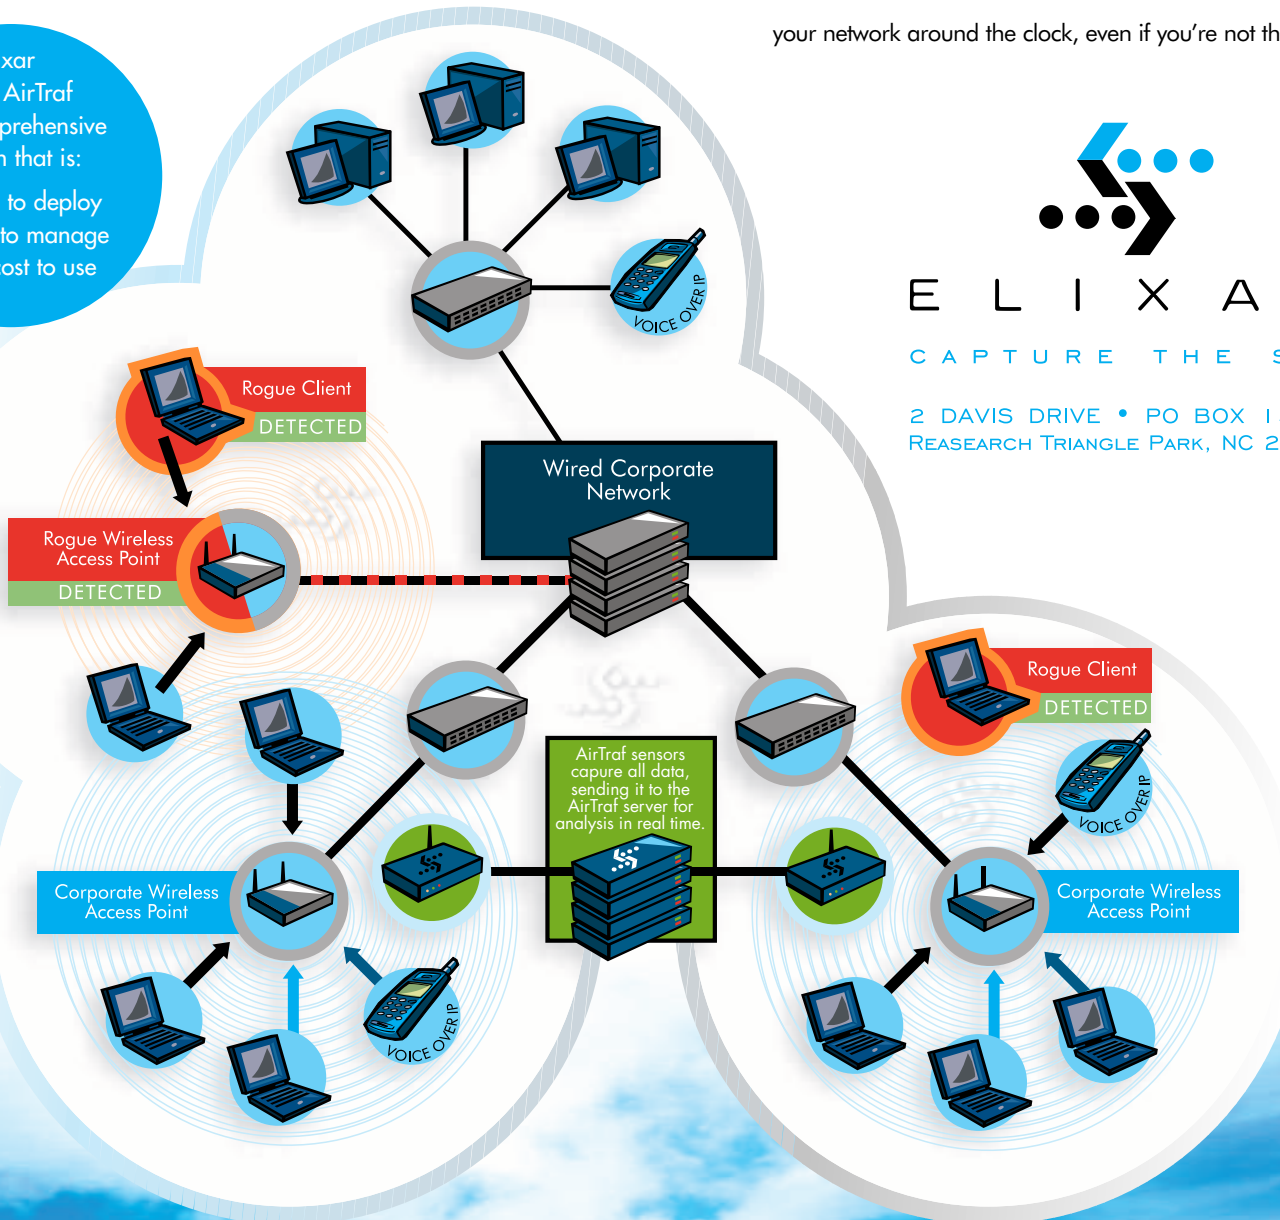 your network around the clock, even if you're not th
xar
AirTraf
prehensive
n that is:
to deploy
to manage
cost to use
ELIXA
CAPTURE THE S
2 DAVIS DRIVE • PO BOX 1
REASEARCH TRIANGLE PARK, NC 2
VOICE OVER IP
Rogue Client
DETECTED
Wired Corporate
Network
Rogue Wireless
Access Point
DETECTED
Rogue Client
DETECTED
AirTraf sensors
capure all data,
sending it to the
AirTraf server for
analysis in real time.
VOICE OVER IP
Corporate Wireless
Access Point
Corporate Wireless
Access Point
VOICE OVER IP